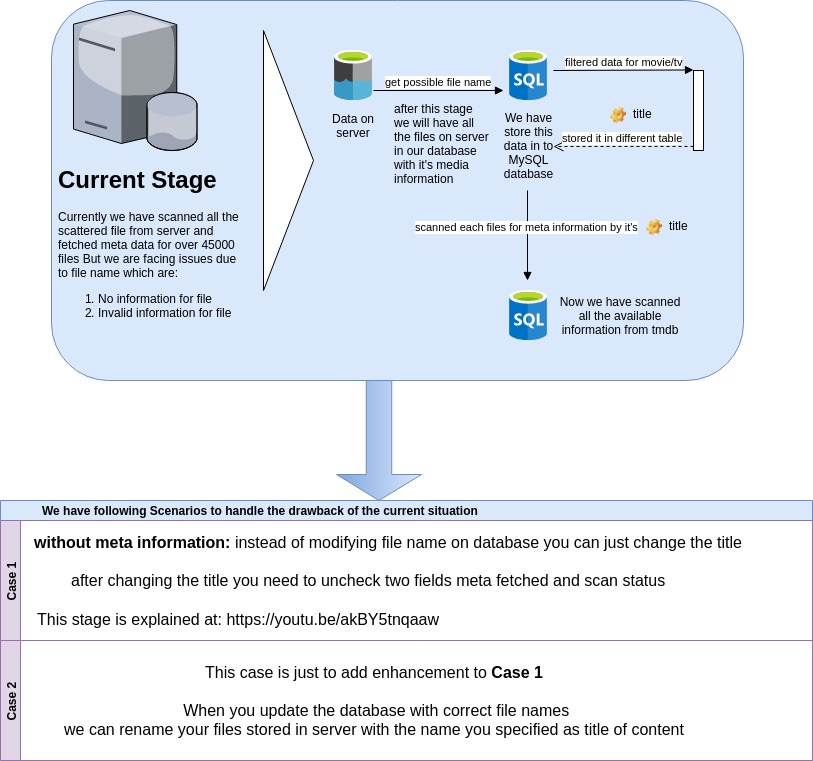 Current Stage
Currently we have scanned all the
scattered file from server and
fetched meta data for over 45000
files But we are facing issues due
to file name which are:
1. No information for file
2. Invalid information for file
Data on
server
get possible file name
after this stage
we will have all
the files on server
in our database
with it's media
information
SQL
We have
store this
data in to
MySQL
database
filtered data for movie/tv
title
stored it in different table
scanned each files for meta information by it's
title
SQL
Now we have scanned
all the available
information from tmdb
We have following Scenarios to handle the drawback of the current situation
Case 1
without meta information: instead of modifying file name on database you can just change the title
after changing the title you need to uncheck two fields meta fetched and scan status
This stage is explained at: https://youtu.be/akBY5tnqaaw
Case 2
This case is just to add enhancement to Case 1
When you update the database with correct file names
we can rename your files stored in server with the name you specified as title of content